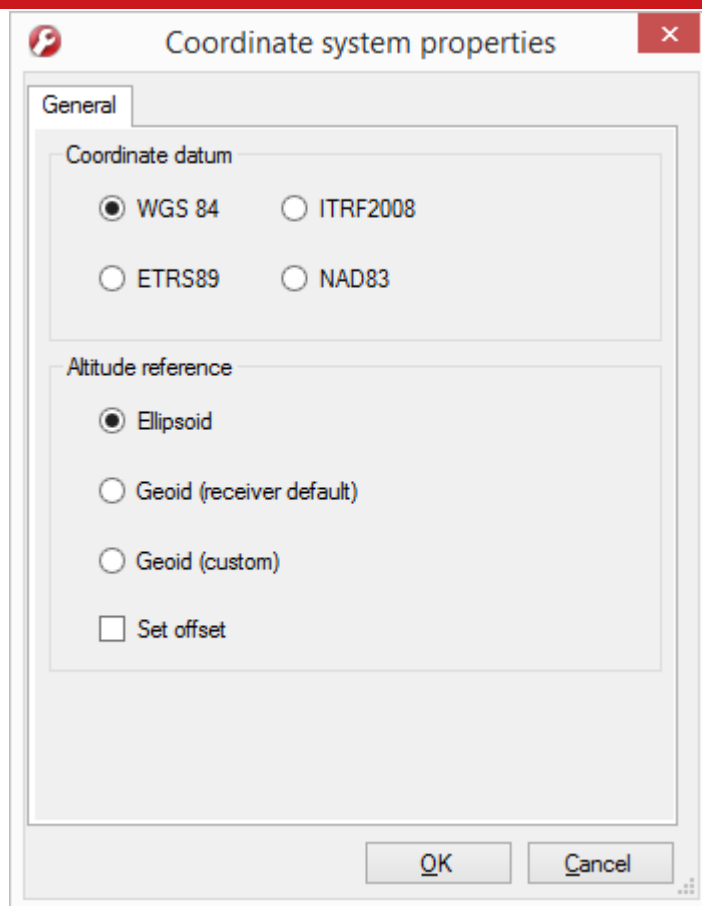 Coordinate system properties
General
Coordinate datum
WGS 84 ITRF2008
ETRS89 NAD83
Altitude reference
Ellipsoid
Geoid (receiver default)
Geoid (custom)
Set offset
OK Cancel